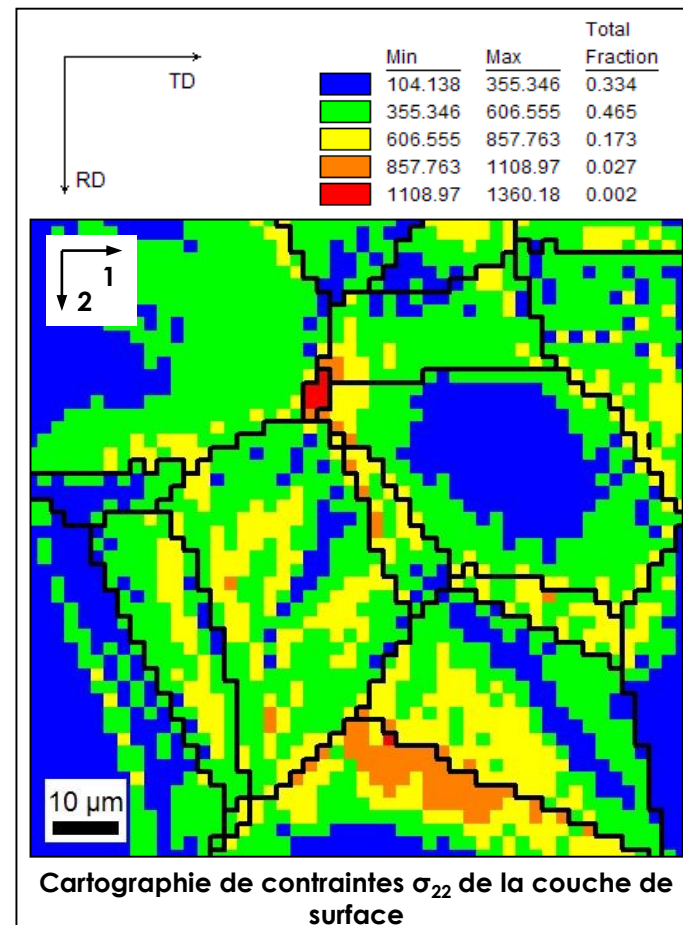 Total
Min Max Fraction
TD
104.138 355.346 0.334
355.346 606.555 0.465
606.555 857.763 0.173
857.763 1108.97 0.027
1108.97 1360.18 0.002
RD
1
2
10 µm
Cartographie de contraintes σ₂₂ de la couche de
surface